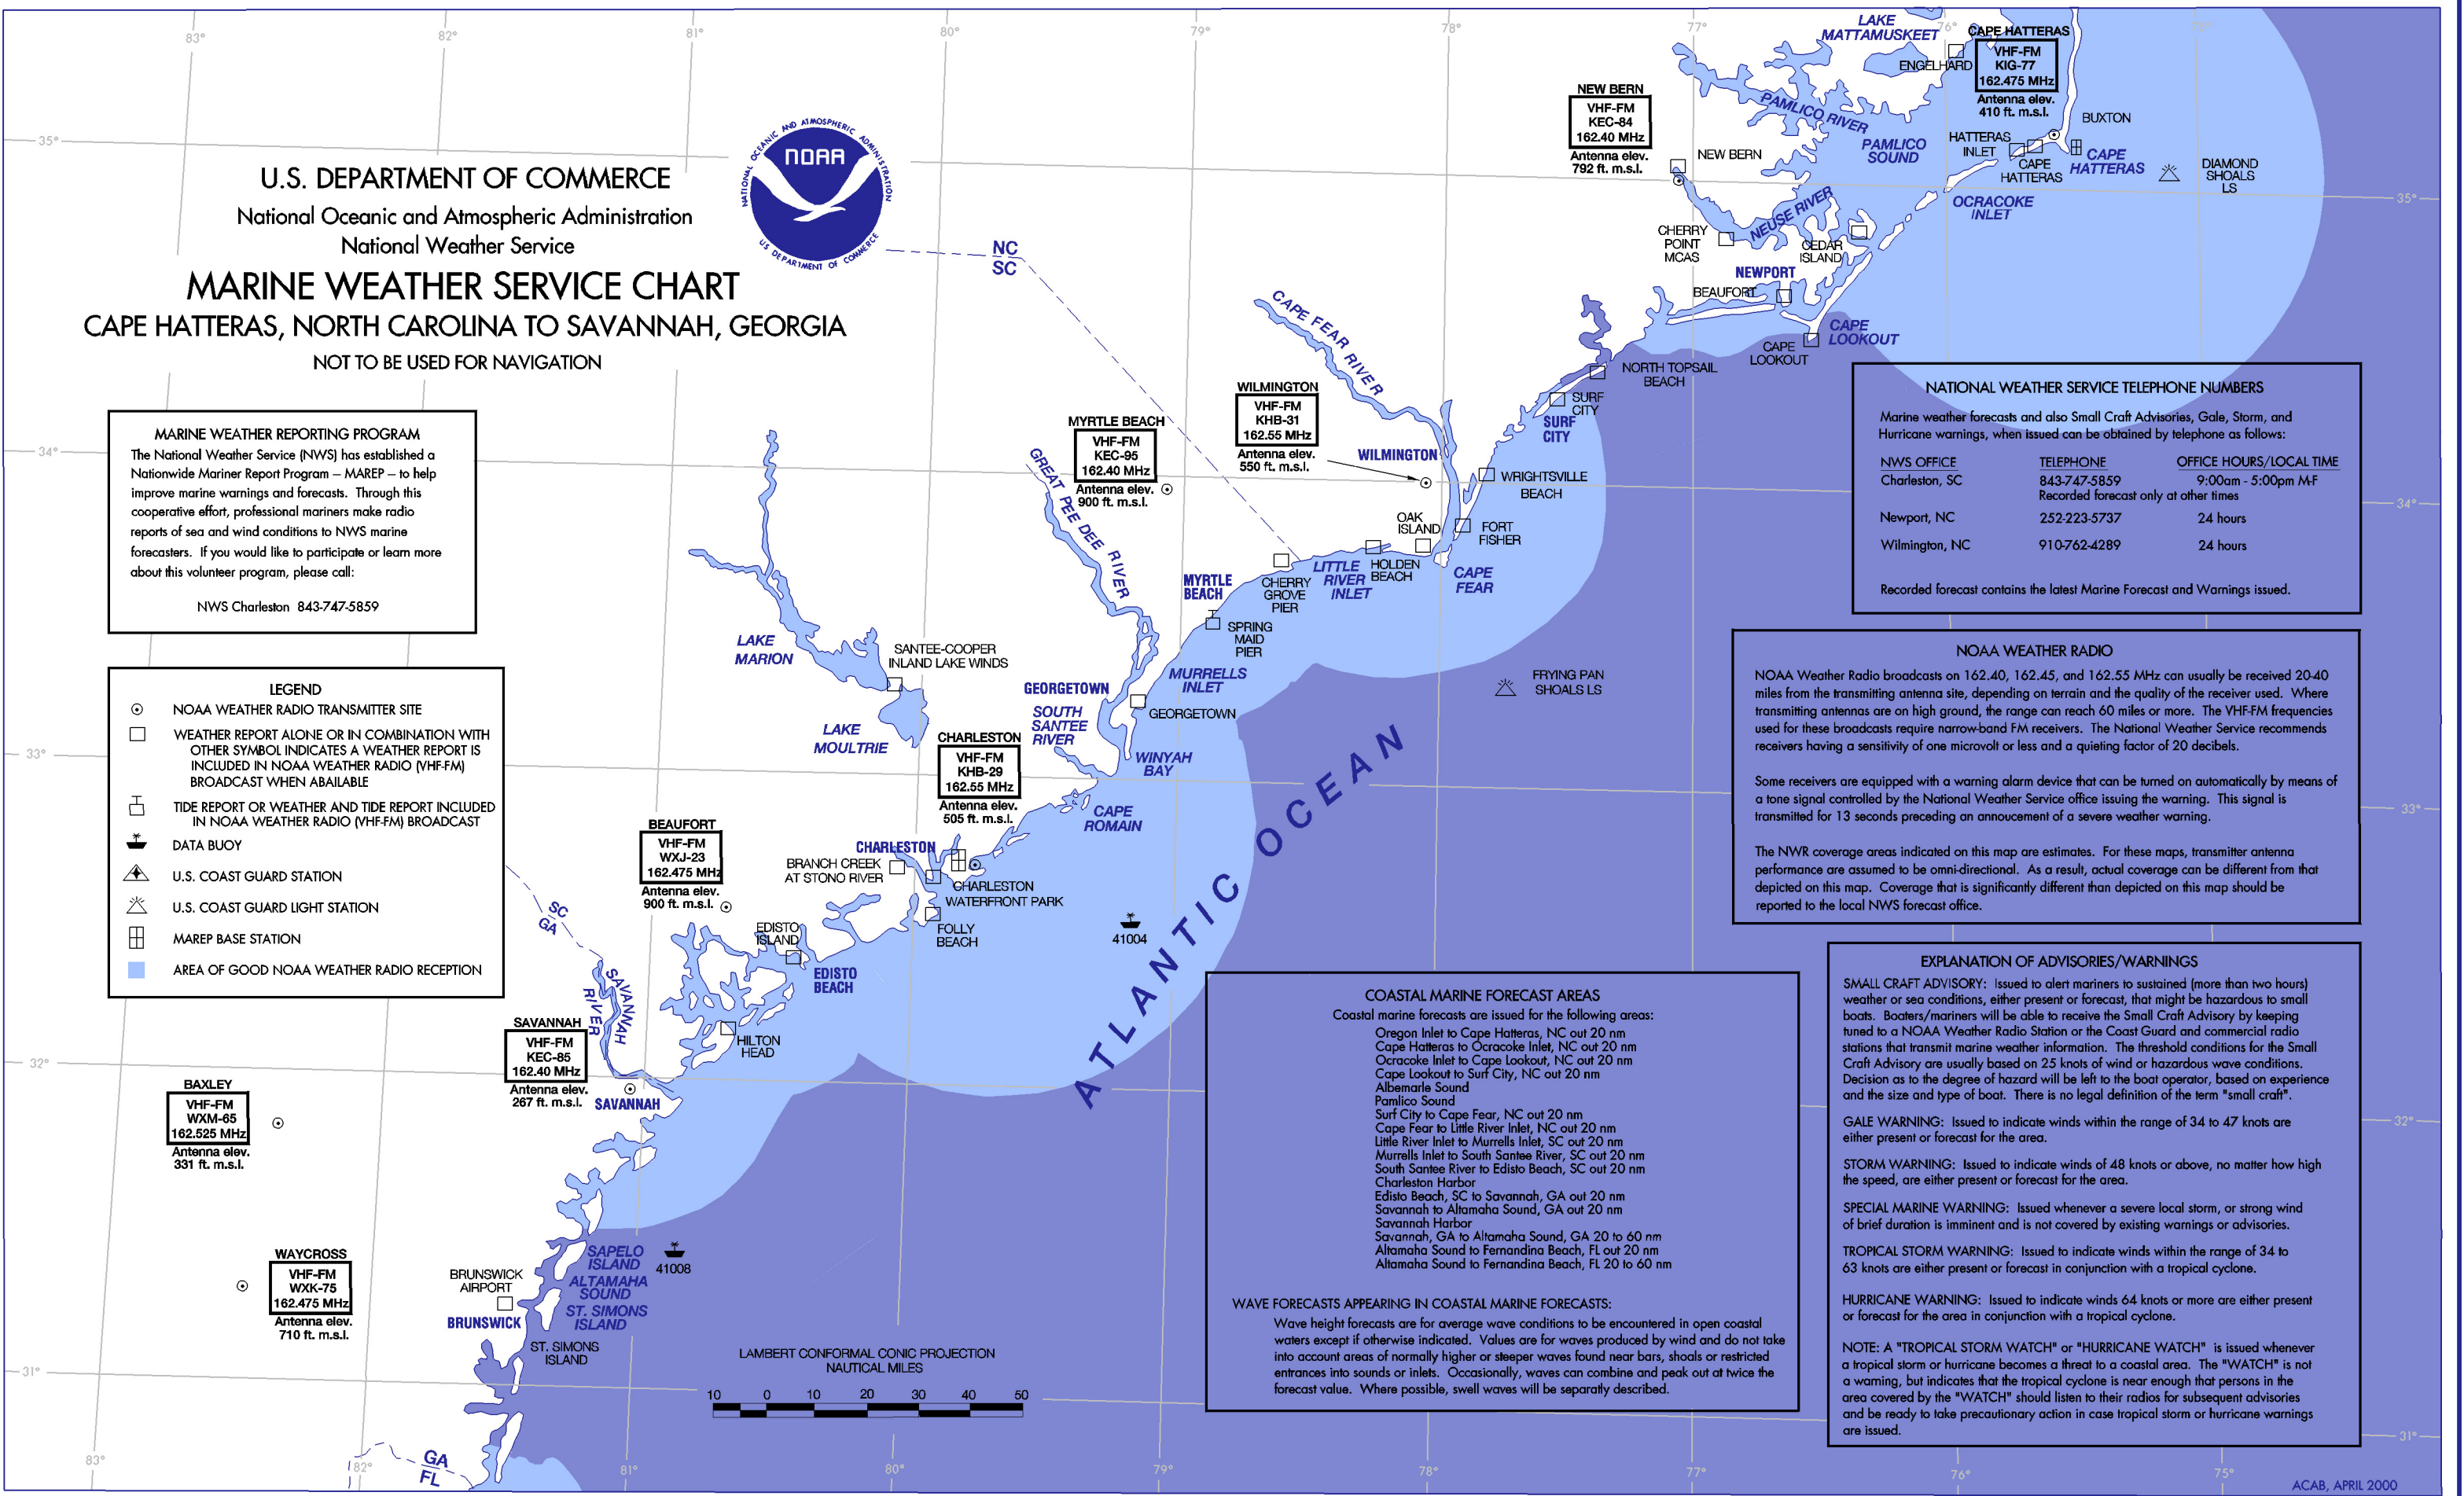 83°
82°
81°
80°
79°
78°
77°
76°
35°
34°
33°
32°
31°
U.S. DEPARTMENT OF COMMERCE
National Oceanic and Atmospheric Administration
National Weather Service
MARINE WEATHER SERVICE CHART
CAPE HATTERAS, NORTH CAROLINA TO SAVANNAH, GEORGIA
NOT TO BE USED FOR NAVIGATION
NATIONAL OCEANIC AND ATMOSPHERIC ADMINISTRATION
NOAA
U.S. DEPARTMENT OF COMMERCE
MARINE WEATHER REPORTING PROGRAM
The National Weather Service (NWS) has established a
Nationwide Mariner Report Program – MAREP – to help
improve marine warnings and forecasts. Through this
cooperative effort, professional mariners make radio
reports of sea and wind conditions to NWS marine
forecasters. If you would like to participate or learn more
about this volunteer program, please call:
NWS Charleston 843-747-5859
LEGEND
NOAA WEATHER RADIO TRANSMITTER SITE
WEATHER REPORT ALONE OR IN COMBINATION WITH
OTHER SYMBOL INDICATES A WEATHER REPORT IS
INCLUDED IN NOAA WEATHER RADIO (VHF-FM)
BROADCAST WHEN ABAILABLE
TIDE REPORT OR WEATHER AND TIDE REPORT INCLUDED
IN NOAA WEATHER RADIO (VHF-FM) BROADCAST
DATA BUOY
U.S. COAST GUARD STATION
U.S. COAST GUARD LIGHT STATION
MAREP BASE STATION
AREA OF GOOD NOAA WEATHER RADIO RECEPTION
NC
SC
LAKE
MATTAMUSKEET
ENGELHARD
CAPE HATTERAS
VHF-FM
KIG-77
162.475 MHz
Antenna elev.
410 ft. m.s.l.
BUXTON
HATTERAS
INLET
CAPE
HATTERAS
CAPE
HATTERAS
DIAMOND
SHOALS
LS
PAMLICO RIVER
PAMLICO
SOUND
OCRACOKE
INLET
NEW BERN
VHF-FM
KEC-84
162.40 MHz
Antenna elev.
792 ft. m.s.l.
NEW BERN
NEUSE RIVER
CHERRY
POINT
MCAS
CEDAR
ISLAND
NEWPORT
BEAUFORT
CAPE
LOOKOUT
CAPE
LOOKOUT
NORTH TOPSAIL
BEACH
SURF
CITY
SURF
CITY
CAPE FEAR RIVER
WILMINGTON
VHF-FM
KHB-31
162.55 MHz
Antenna elev.
550 ft. m.s.l.
WILMINGTON
WRIGHTSVILLE
BEACH
OAK
ISLAND
FORT
FISHER
HOLDEN
BEACH
CAPE
FEAR
LITTLE
RIVER
INLET
CHERRY
GROVE
PIER
MYRTLE BEACH
VHF-FM
KEC-95
162.40 MHz
Antenna elev.
900 ft. m.s.l.
GREAT PEE DEE RIVER
MYRTLE
BEACH
SPRING
MAID
PIER
MURRELLS
INLET
FRYING PAN
SHOALS LS
LAKE
MARION
SANTEE-COOPER
INLAND LAKE WINDS
LAKE
MOULTRIE
GEORGETOWN
GEORGETOWN
SOUTH
SANTEE
RIVER
WINYAH
BAY
CAPE
ROMAIN
CHARLESTON
VHF-FM
KHB-29
162.55 MHz
Antenna elev.
505 ft. m.s.l.
CHARLESTON
BRANCH CREEK
AT STONO RIVER
CHARLESTON
WATERFRONT PARK
FOLLY
BEACH
41004
ATLANTIC OCEAN
BEAUFORT
VHF-FM
WXJ-23
162.475 MHz
Antenna elev.
900 ft. m.s.l.
EDISTO
ISLAND
EDISTO
BEACH
SC
GA
SAVANNAH
RIVER
HILTON
HEAD
SAVANNAH
VHF-FM
KEC-85
162.40 MHz
Antenna elev.
267 ft. m.s.l.
SAVANNAH
BAXLEY
VHF-FM
WXM-65
162.525 MHz
Antenna elev.
331 ft. m.s.l.
WAYCROSS
VHF-FM
WXK-75
162.475 MHz
Antenna elev.
710 ft. m.s.l.
SAPELO
ISLAND
ALTAMAHA
SOUND
ST. SIMONS
ISLAND
41008
BRUNSWICK
AIRPORT
BRUNSWICK
ST. SIMONS
ISLAND
GA
FL
LAMBERT CONFORMAL CONIC PROJECTION
NAUTICAL MILES
10 0 10 20 30 40 50
NATIONAL WEATHER SERVICE TELEPHONE NUMBERS
Marine weather forecasts and also Small Craft Advisories, Gale, Storm, and
Hurricane warnings, when issued can be obtained by telephone as follows:
NWS OFFICE TELEPHONE OFFICE HOURS/LOCAL TIME
Charleston, SC 843-747-5859 9:00am - 5:00pm M-F
Recorded forecast only at other times
Newport, NC 252-223-5737 24 hours
Wilmington, NC 910-762-4289 24 hours
Recorded forecast contains the latest Marine Forecast and Warnings issued.
NOAA WEATHER RADIO
NOAA Weather Radio broadcasts on 162.40, 162.45, and 162.55 MHz can usually be received 20-40
miles from the transmitting antenna site, depending on terrain and the quality of the receiver used. Where
transmitting antennas are on high ground, the range can reach 60 miles or more. The VHF-FM frequencies
used for these broadcasts require narrow-band FM receivers. The National Weather Service recommends
receivers having a sensitivity of one microvolt or less and a quieting factor of 20 decibels.
Some receivers are equipped with a warning alarm device that can be turned on automatically by means of
a tone signal controlled by the National Weather Service office issuing the warning. This signal is
transmitted for 13 seconds preceding an annoucement of a severe weather warning.
The NWR coverage areas indicated on this map are estimates. For these maps, transmitter antenna
performance are assumed to be omni-directional. As a result, actual coverage can be different from that
depicted on this map. Coverage that is significantly different than depicted on this map should be
reported to the local NWS forecast office.
COASTAL MARINE FORECAST AREAS
Coastal marine forecasts are issued for the following areas:
Oregon Inlet to Cape Hatteras, NC out 20 nm
Cape Hatteras to Ocracoke Inlet, NC out 20 nm
Ocracoke Inlet to Cape Lookout, NC out 20 nm
Cape Lookout to Surf City, NC out 20 nm
Albemarle Sound
Pamlico Sound
Surf City to Cape Fear, NC out 20 nm
Cape Fear to Little River Inlet, NC out 20 nm
Little River Inlet to Murrells Inlet, SC out 20 nm
Murrells Inlet to South Santee River, SC out 20 nm
South Santee River to Edisto Beach, SC out 20 nm
Charleston Harbor
Edisto Beach, SC to Savannah, GA out 20 nm
Savannah to Altamaha Sound, GA out 20 nm
Savannah Harbor
Savannah, GA to Altamaha Sound, GA 20 to 60 nm
Altamaha Sound to Fernandina Beach, FL out 20 nm
Altamaha Sound to Fernandina Beach, FL 20 to 60 nm
WAVE FORECASTS APPEARING IN COASTAL MARINE FORECASTS:
Wave height forecasts are for average wave conditions to be encountered in open coastal
waters except if otherwise indicated. Values are for waves produced by wind and do not take
into account areas of normally higher or steeper waves found near bars, shoals or restricted
entrances into sounds or inlets. Occasionally, waves can combine and peak out at twice the
forecast value. Where possible, swell waves will be separatly described.
EXPLANATION OF ADVISORIES/WARNINGS
SMALL CRAFT ADVISORY: Issued to alert mariners to sustained (more than two hours)
weather or sea conditions, either present or forecast, that might be hazardous to small
boats. Boaters/mariners will be able to receive the Small Craft Advisory by keeping
tuned to a NOAA Weather Radio Station or the Coast Guard and commercial radio
stations that transmit marine weather information. The threshold conditions for the Small
Craft Advisory are usually based on 25 knots of wind or hazardous wave conditions.
Decision as to the degree of hazard will be left to the boat operator, based on experience
and the size and type of boat. There is no legal definition of the term "small craft".
GALE WARNING: Issued to indicate winds within the range of 34 to 47 knots are
either present or forecast for the area.
STORM WARNING: Issued to indicate winds of 48 knots or above, no matter how high
the speed, are either present or forecast for the area.
SPECIAL MARINE WARNING: Issued whenever a severe local storm, or strong wind
of brief duration is imminent and is not covered by existing warnings or advisories.
TROPICAL STORM WARNING: Issued to indicate winds within the range of 34 to
63 knots are either present or forecast in conjunction with a tropical cyclone.
HURRICANE WARNING: Issued to indicate winds 64 knots or more are either present
or forecast for the area in conjunction with a tropical cyclone.
NOTE: A "TROPICAL STORM WATCH" or "HURRICANE WATCH" is issued whenever
a tropical storm or hurricane becomes a threat to a coastal area. The "WATCH" is not
a warning, but indicates that the tropical cyclone is near enough that persons in the
area covered by the "WATCH" should listen to their radios for subsequent advisories
and be ready to take precautionary action in case tropical storm or hurricane warnings
are issued.
35°
34°
33°
32°
31°
83°
82°
81°
80°
79°
78°
77°
76°
75°
ACAB, APRIL 2000